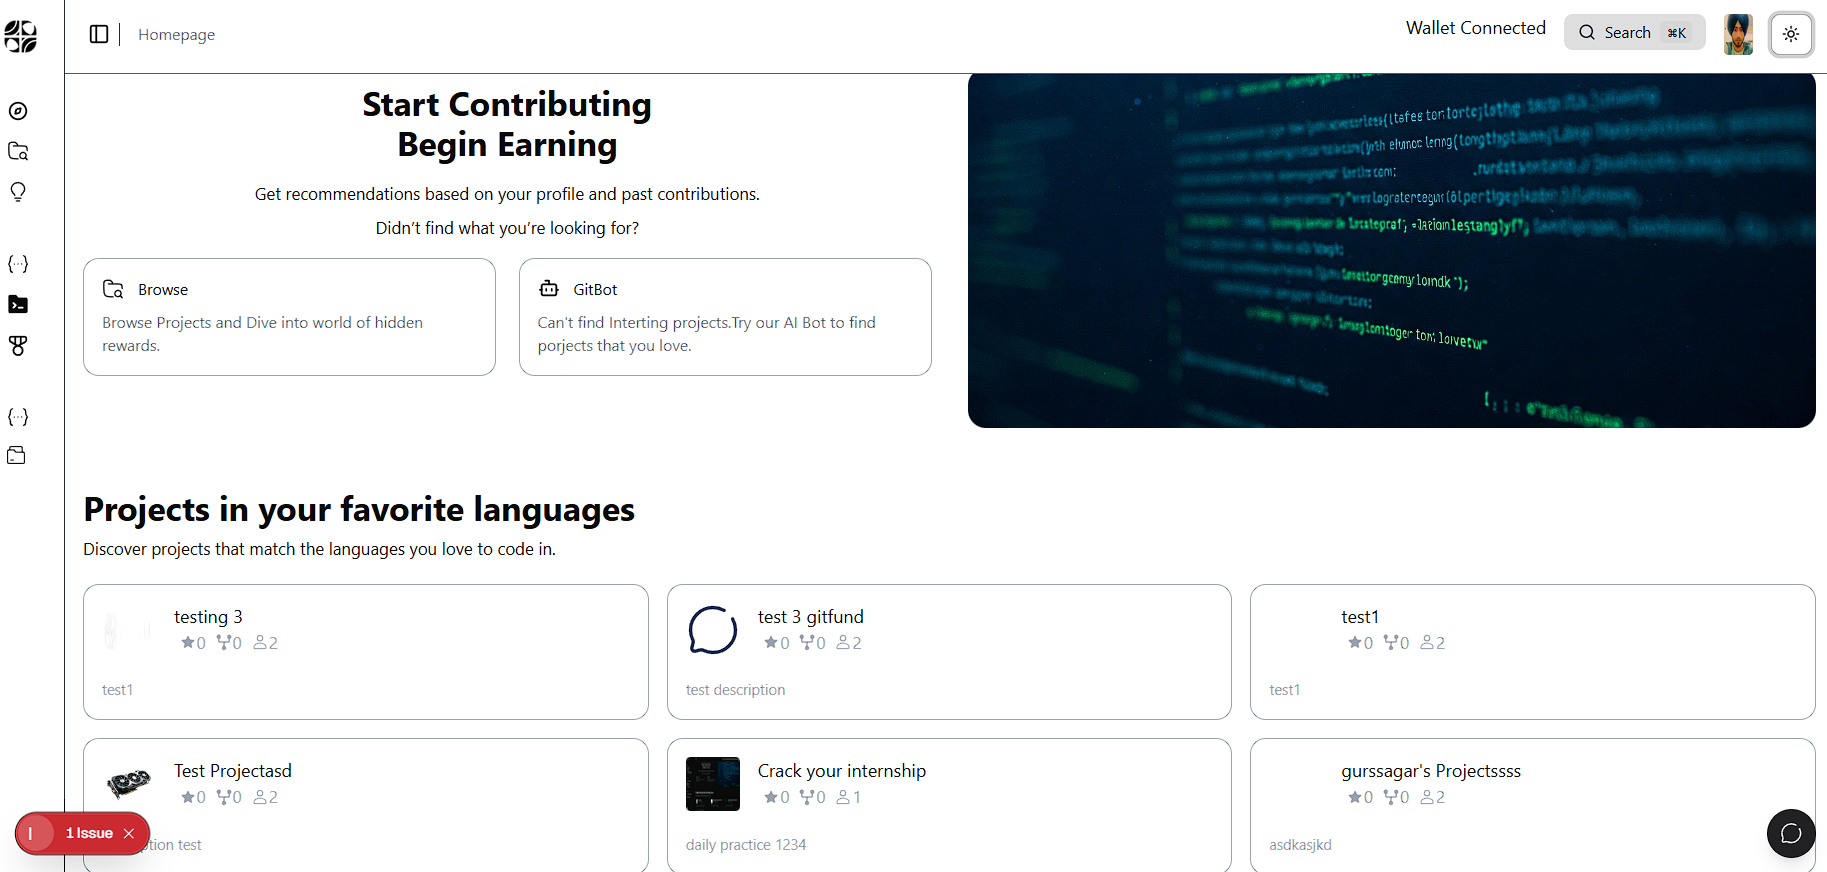 Homepage
Wallet Connected
Search ⌘K
Start Contributing
Begin Earning
Get recommendations based on your profile and past contributions.
Didn’t find what you’re looking for?
Browse
Browse Projects and Dive into world of hidden
rewards.
GitBot
Can't find Interting projects.Try our AI Bot to find
porjects that you love.
Projects in your favorite languages
Discover projects that match the languages you love to code in.
testing 3
0 0 2
test1
test 3 gitfund
0 0 2
test description
test1
0 0 2
test1
Test Projectasd
0 0 2
ption test
Crack your internship
0 0 1
daily practice 1234
gurssagar's Projectssss
0 0 2
asdkasjkd
1 Issue